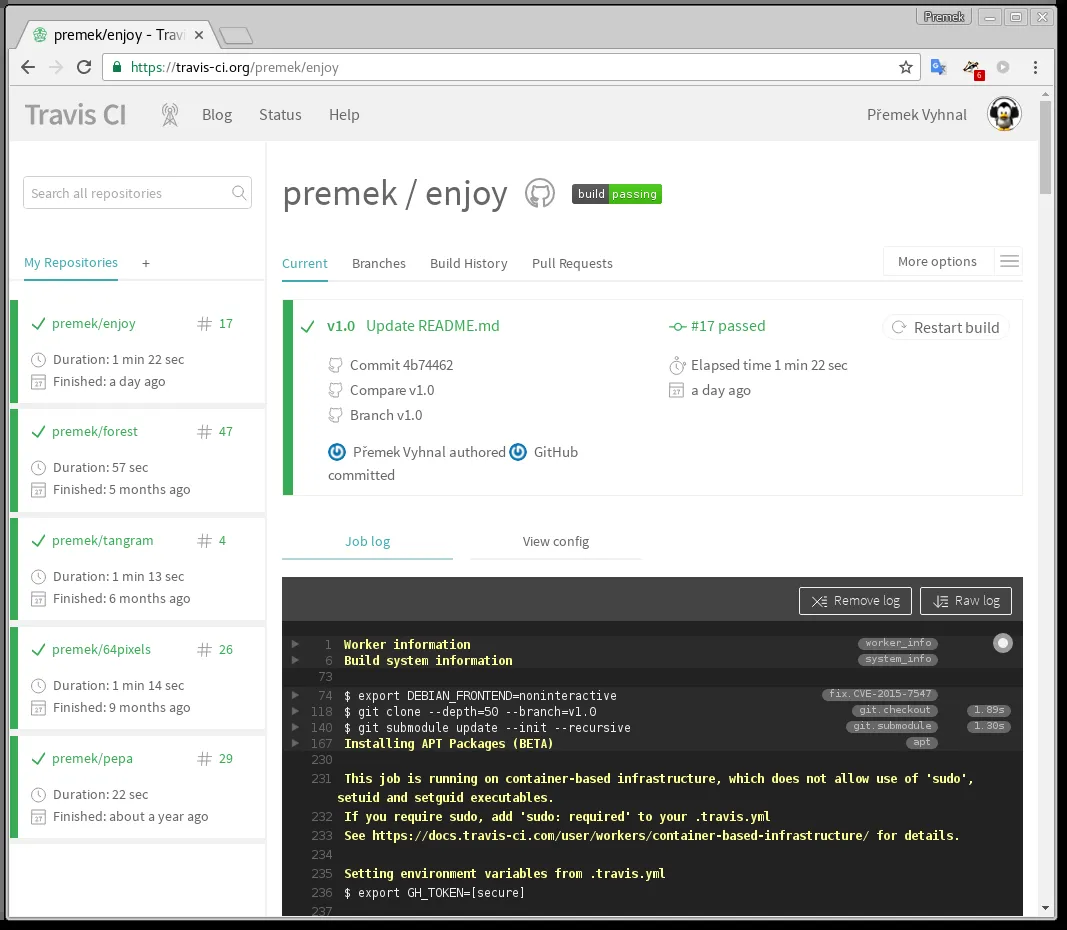 Premek
premek/enjoy - Travi
https://travis-ci.org/premek/enjoy
6
Travis CI Blog Status Help Přemek Vyhnal
Search all repositories
My Repositories +
premek/enjoy # 17
Duration: 1 min 22 sec
27 Finished: a day ago
premek/forest # 47
Duration: 57 sec
27 Finished: 5 months ago
premek/tangram # 4
Duration: 1 min 13 sec
27 Finished: 6 months ago
premek/64pixels # 26
Duration: 1 min 14 sec
27 Finished: 9 months ago
premek/pepa # 29
Duration: 22 sec
27 Finished: about a year ago
premek / enjoy build passing
Current Branches Build History Pull Requests More options
v1.0 Update README.md #17 passed Restart build
Commit 4b74462 Elapsed time 1 min 22 sec
Compare v1.0 27 a day ago
Branch v1.0
Přemek Vyhnal authored GitHub
committed
Job log View config
Remove log Raw log
1 Worker information worker_info
6 Build system information system_info
73
74 $ export DEBIAN_FRONTEND=noninteractive fix.CVE-2015-7547
118 $ git clone --depth=50 --branch=v1.0 git.checkout 1.89s
140 $ git submodule update --init --recursive git.submodule 1.30s
167 Installing APT Packages (BETA) apt
230
231 This job is running on container-based infrastructure, which does not allow use of 'sudo',
setuid and setguid executables.
232 If you require sudo, add 'sudo: required' to your .travis.yml
233 See https://docs.travis-ci.com/user/workers/container-based-infrastructure/ for details.
234
235 Setting environment variables from .travis.yml
236 $ export GH_TOKEN=[secure]
237